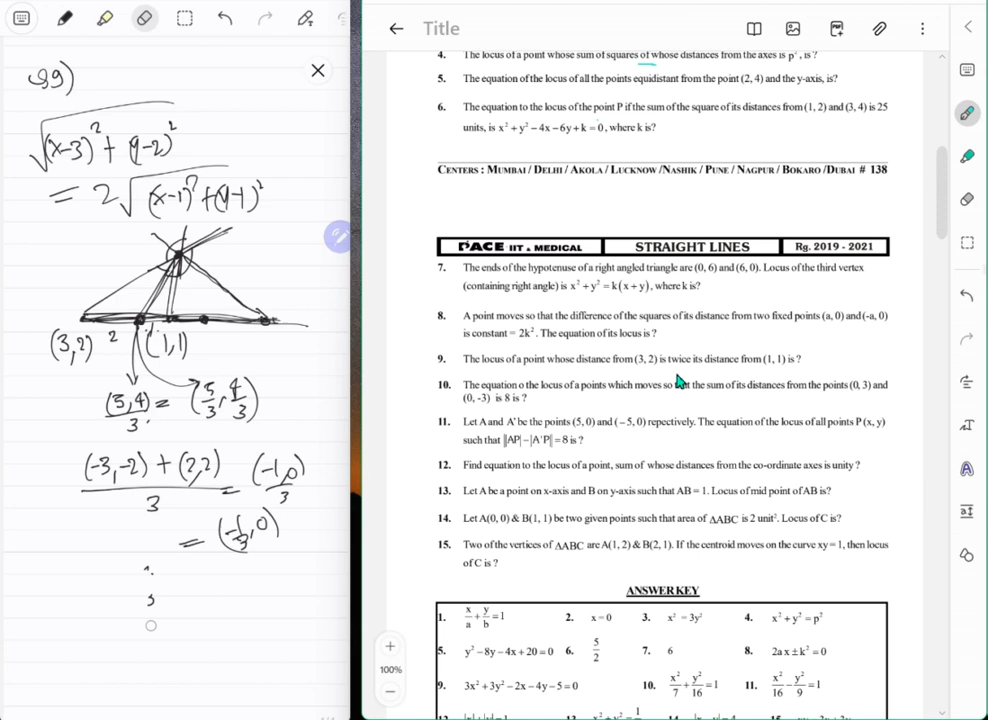 Title
99)
√(x-3)² + (y-2)²
= 2√(x-1)² + (y-1)²
(3,2) 2 (1,1)
(5,4)/3 = (5/3, 4/3)
(-3,-2) + (2,2) / 3 = (-1,0)/3
= (-1/3, 0)
4. The locus of a point whose sum of squares of whose distances from the axes is p², is ?
5. The equation of the locus of all the points equidistant from the point (2, 4) and the y-axis, is?
6. The equation to the locus of the point P if the sum of the square of its distances from (1, 2) and (3, 4) is 25
units, is x² + y² − 4x − 6y + k = 0, where k is?
CENTERS : MUMBAI / DELHI / AKOLA / LUCKNOW /NASHIK / PUNE / NAGPUR / BOKARO /DUBAI # 138
PACE IIT & MEDICAL STRAIGHT LINES Rg. 2019 - 2021
7. The ends of the hypotenuse of a right angled triangle are (0, 6) and (6, 0). Locus of the third vertex
(containing right angle) is x² + y² = k(x + y), where k is?
8. A point moves so that the difference of the squares of its distance from two fixed points (a, 0) and (-a, 0)
is constant = 2k². The equation of its locus is ?
9. The locus of a point whose distance from (3, 2) is twice its distance from (1, 1) is ?
10. The equation o the locus of a points which moves so that the sum of its distances from the points (0, 3) and
(0, -3) is 8 is ?
11. Let A and A' be the points (5, 0) and (−5, 0) repectively. The equation of the locus of all points P (x, y)
such that ||AP| − |A'P|| = 8 is ?
12. Find equation to the locus of a point, sum of whose distances from the co-ordinate axes is unity ?
13. Let A be a point on x-axis and B on y-axis such that AB = 1. Locus of mid point of AB is?
14. Let A(0, 0) & B(1, 1) be two given points such that area of ΔABC is 2 unit². Locus of C is ?
15. Two of the vertices of ΔABC are A(1, 2) & B(2, 1). If the centroid moves on the curve xy = 1, then locus
of C is ?
ANSWER KEY
1. x/a + y/b = 1 2. x = 0 3. x² = 3y² 4. x² + y² = p²
5. y² − 8y − 4x + 20 = 0 6. 5/2 7. 6 8. 2a x ± k² = 0
9. 3x² + 3y² − 2x − 4y − 5 = 0 10. x²/7 + y²/16 = 1 11. x²/16 − y²/9 = 1
100%